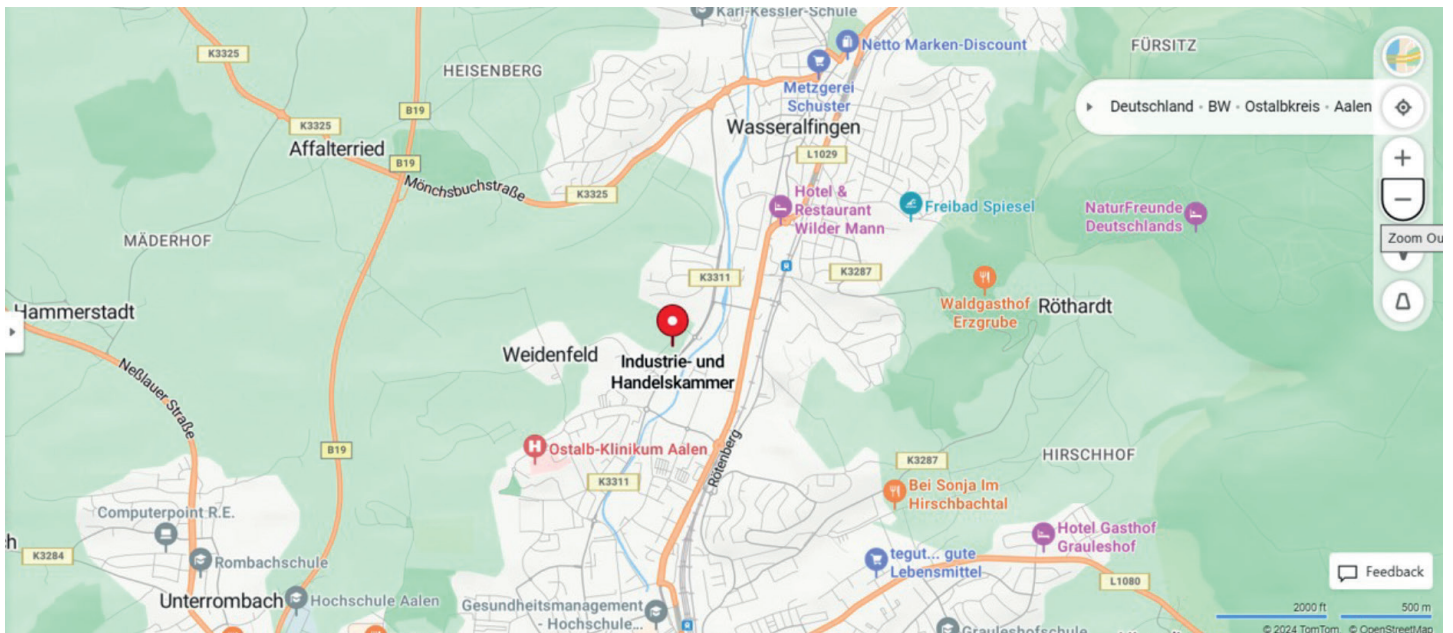 Karl-Kessler-Schule
K3325
HEISENBERG
Netto Marken-Discount
FÜRSITZ
Metzgerei
Schuster
Deutschland • BW • Ostalbkreis • Aalen
B19
K3325
Affalterried
Wasseralfingen
B19
L1029
Mönchsbuchstraße
K3325
Hotel &
Restaurant
Wilder Mann
Freibad Spiesel
NaturFreunde
Deutschlands
MÄDERHOF
Zoom Ou
K3311
K3287
Waldgasthof
Erzgrube
Röthardt
Hammerstadt
Weidenfeld
Industrie- und
Handelskammer
Neßlauer Straße
B19
Ostalb-Klinikum Aalen
Rötenberg
K3287
HIRSCHHOF
K3311
Bei Sonja Im
Hirschbachtal
Computerpoint R.E.
Hotel Gasthof
Grauleshof
ch
K3284
Rombachschule
tegut... gute
Lebensmittel
L1080
Feedback
Unterrombach
Hochschule Aalen
Gesundheitsmanagement
- Hochschule...
2000 ft
500 m
Grauleshofschule...
© 2024 TomTom
© OpenStreetMap